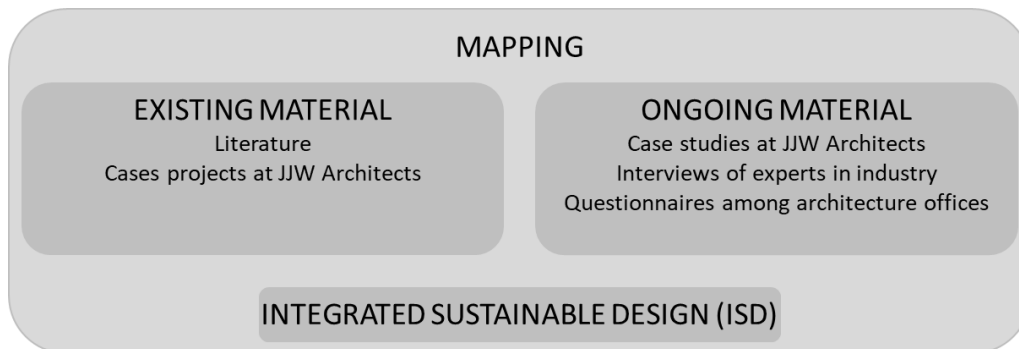 MAPPING
EXISTING MATERIAL
Literature
Cases projects at JJW Architects
ONGOING MATERIAL
Case studies at JJW Architects
Interviews of experts in industry
Questionnaires among architecture offices
INTEGRATED SUSTAINABLE DESIGN (ISD)